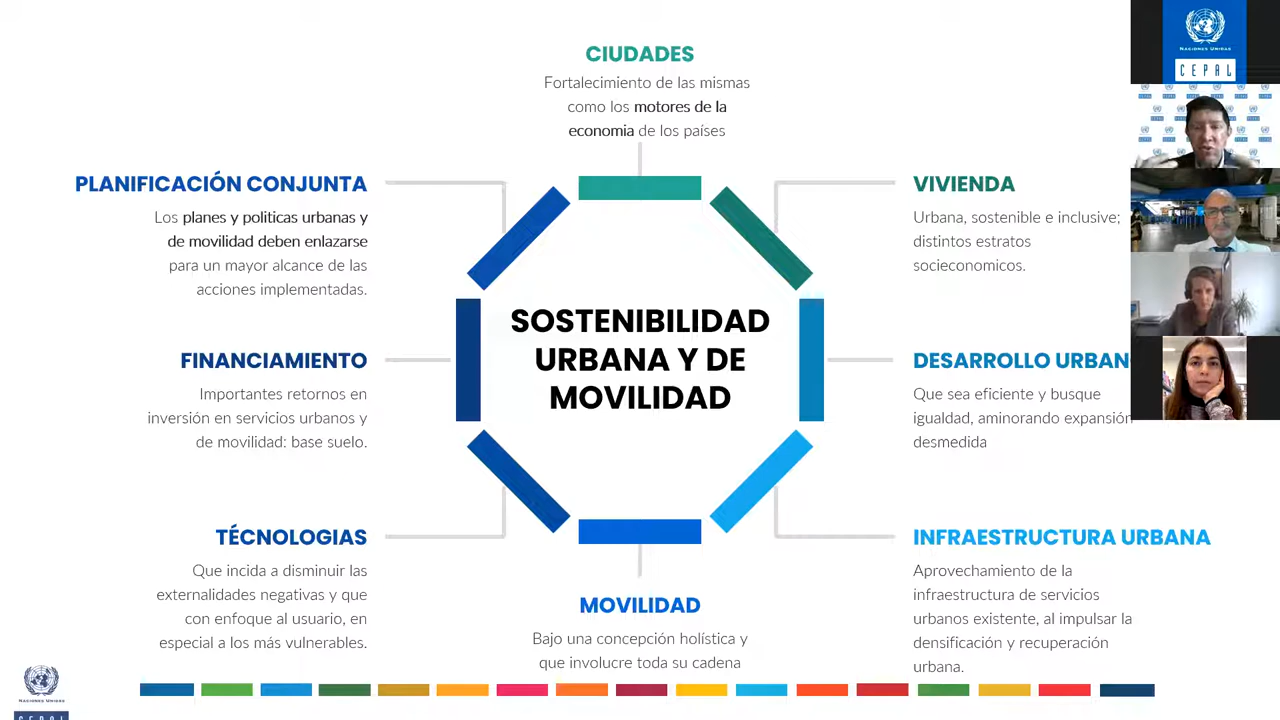 CIUDADES
Fortalecimiento de las mismas
como los motores de la
economia de los países
PLANIFICACIÓN CONJUNTA
Los planes y politicas urbanas y
de movilidad deben enlazarse
para un mayor alcance de las
acciones implementadas.
VIVIENDA
Urbana, sostenible e inclusive;
distintos estratos
socieconomicos.
SOSTENIBILIDAD
URBANA Y DE
MOVILIDAD
FINANCIAMIENTO
Importantes retornos en
inversión en servicios urbanos y
de movilidad: base suelo.
DESARROLLO URBAN
Que sea eficiente y busque
igualdad, aminorando expansión
desmedida
TÉCNOLOGIAS
Que incida a disminuir las
externalidades negativas y que
con enfoque al usuario, en
especial a los más vulnerables.
MOVILIDAD
Bajo una concepción holística y
que involucre toda su cadena
INFRAESTRUCTURA URBANA
Aprovechamiento de la
infraestructura de servicios
urbanos existente, al impulsar la
densificación y recuperación
urbana.
NACIONES UNIDAS
CEPAL
NACIONES UNIDAS
CEPAL